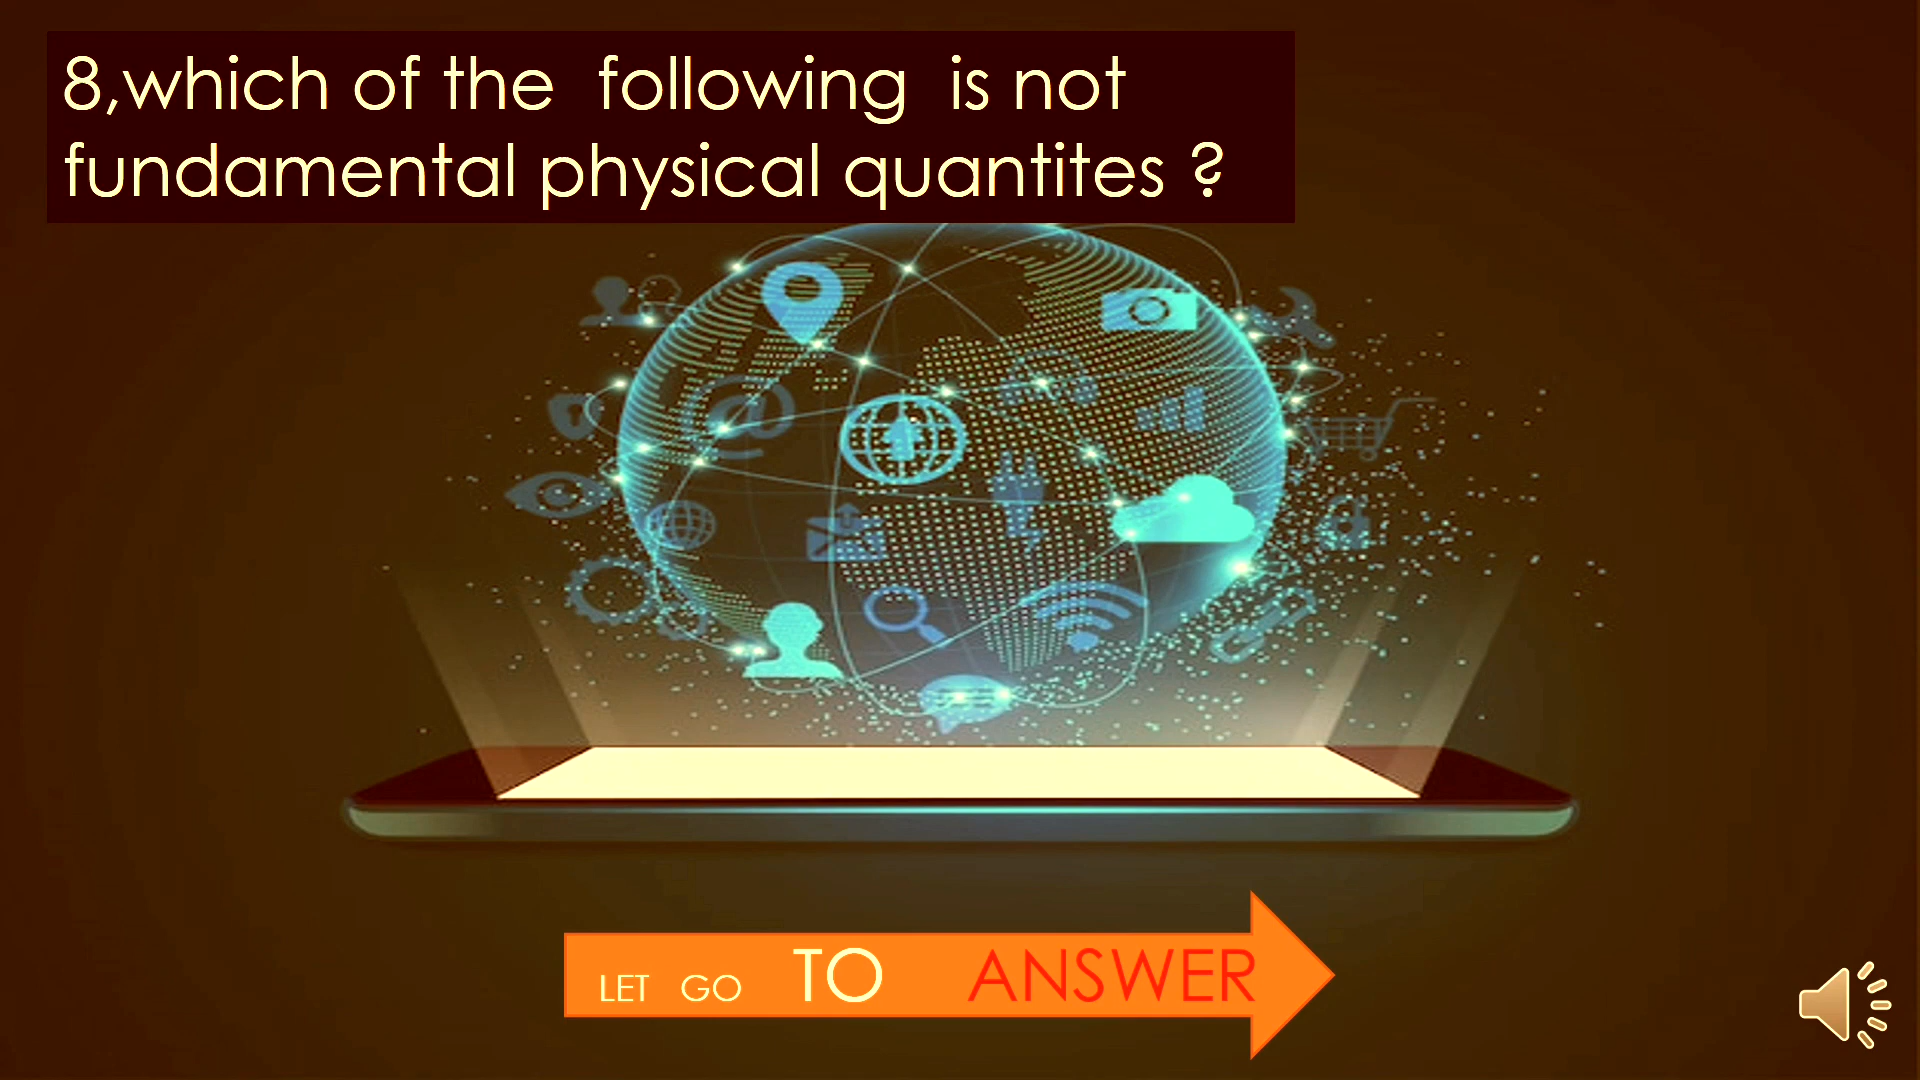 8,which of the following is not
fundamental physical quantites ?
LET GO TO ANSWER